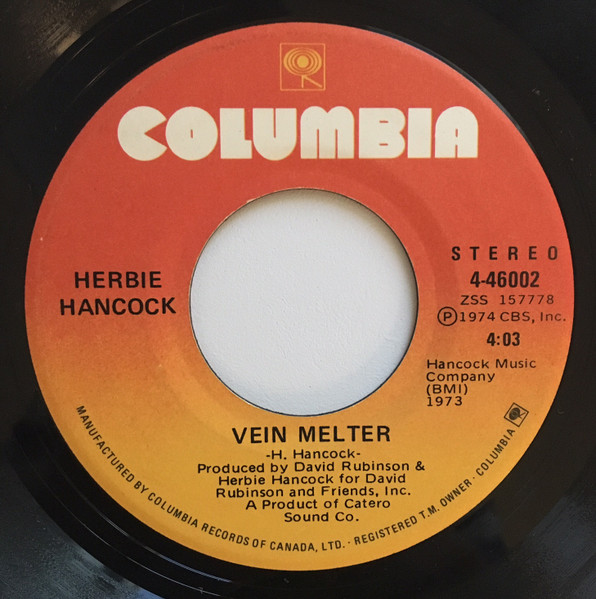 COLUMBIA
HERBIE
HANCOCK
STEREO
4-46002
ZSS 157778
Ⓟ1974 CBS, Inc.
4:03
Hancock Music
Company
(BMI)
1973
VEIN MELTER
-H. Hancock-
Produced by David Rubinson &
Herbie Hancock for David
Rubinson and Friends, Inc.
A Product of Catero
Sound Co.
MANUFACTURED BY COLUMBIA RECORDS OF CANADA, LTD. · REGISTERED T.M. OWNER · COLUMBIA